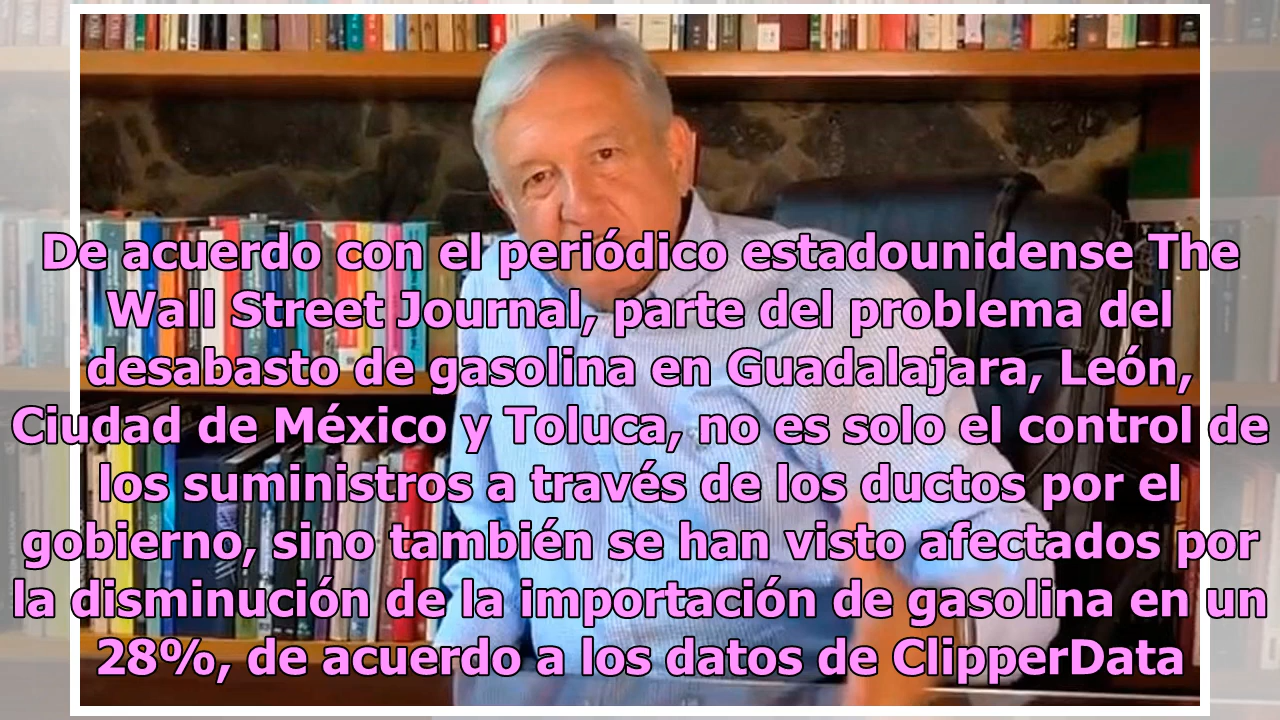 De acuerdo con el periódico estadounidense The
Wall Street Journal, parte del problema del
desabasto de gasolina en Guadalajara, León,
Ciudad de México y Toluca, no es solo el control de
los suministros a través de los ductos por el
gobierno, sino también se han visto afectados por
la disminución de la importación de gasolina en un
28%, de acuerdo a los datos de ClipperData